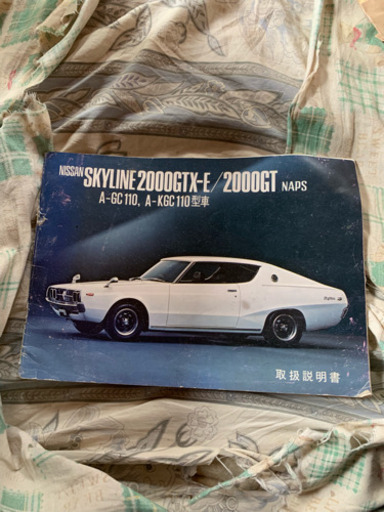 NISSAN SKYLINE 2000GTX-E/2000GT NAPS
A-GC110, A-KGC110型車
取扱説明書